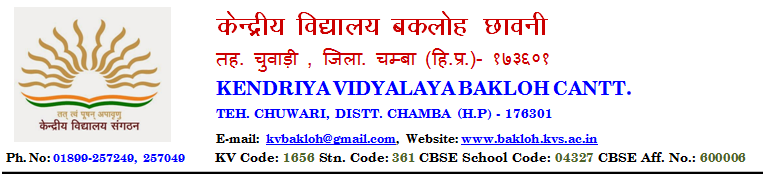 केन्द्रीय विद्यालय बकलोह छावनी
तह. चुवाड़ी , जिला. चम्बा (हि.प्र.)- १७३६०१
KENDRIYA VIDYALAYA BAKLOH CANTT.
TEH. CHUWARI, DISTT. CHAMBA (H.P) - 176301
तत् त्वं पूषन् अपावृणु
केन्द्रीय विद्यालय संगठन
E-mail: kvbakloh@gmail.com, Website: www.bakloh.kvs.ac.in
Ph. No: 01899-257249, 257049
KV Code: 1656 Stn. Code: 361 CBSE School Code: 04327 CBSE Aff. No.: 600006